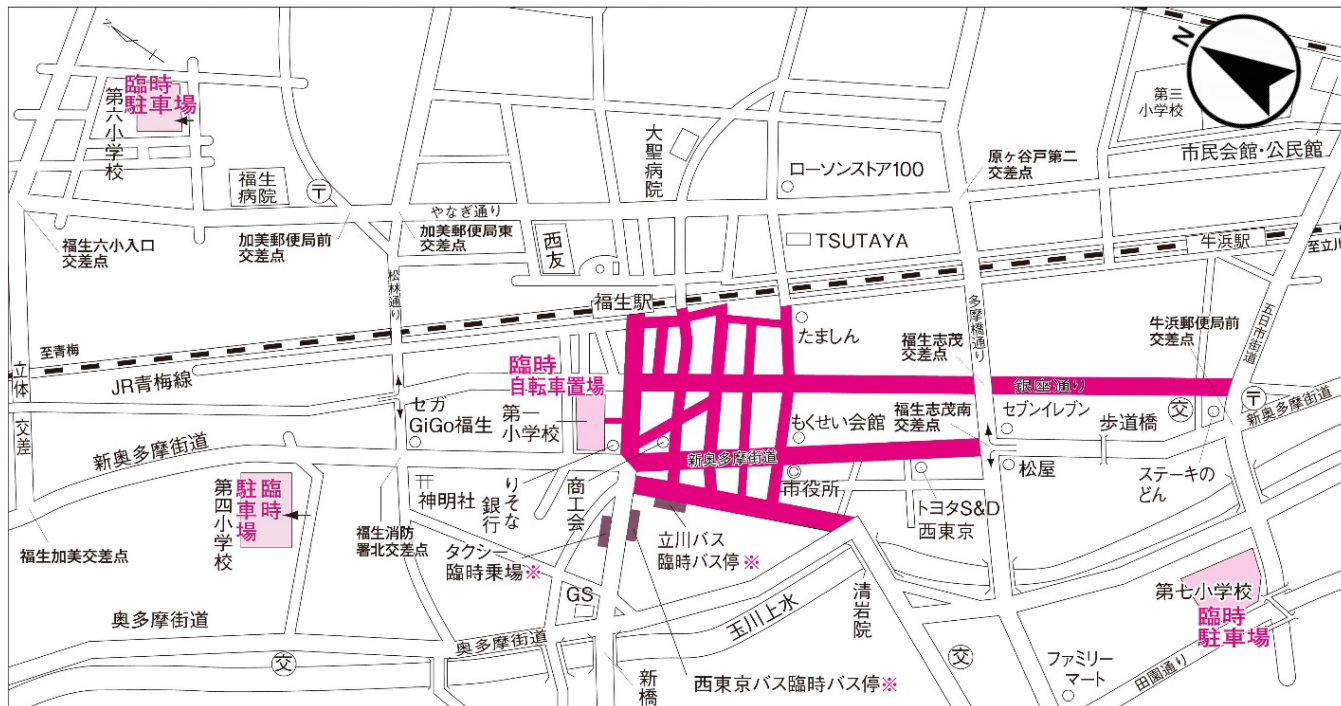 N
臨時
駐車場
第六小学校
福生
病院
〒
大聖病院
ローソンストア100
原ヶ谷戸第二
交差点
第三
小学校
市民会館・公民館
やなぎ通り
福生六小入口
交差点
加美郵便局前
交差点
加美郵便局東
交差点
西友
TSUTAYA
牛浜駅
至立川
松林通り
福生駅
多摩橋通り
五日市街道
たましん
福生志茂
交差点
牛浜郵便局前
交差点
至青梅
JR青梅線
立体
交差
臨時
自転車置場
銀座通り
セガ
GiGo福生
第一
小学校
もくせい会館
福生志茂南
交差点
セブンイレブン
交
歩道橋
〒
新奥多摩街道
新奥多摩街道
新奥多摩街道
松屋
ステーキの
どん
臨時
駐車場
第四小学校
神明社
りそな
銀行
商工会
市役所
トヨタS&D
西東京
福生加美交差点
福生消防
署北交差点
タクシー
臨時乗場※
立川バス
臨時バス停※
GS
清岩院
第七小学校
臨時
駐車場
奥多摩街道
奥多摩街道
玉川上水
交
新橋
西東京バス臨時バス停※
交
ファミリー
マート
田園通り